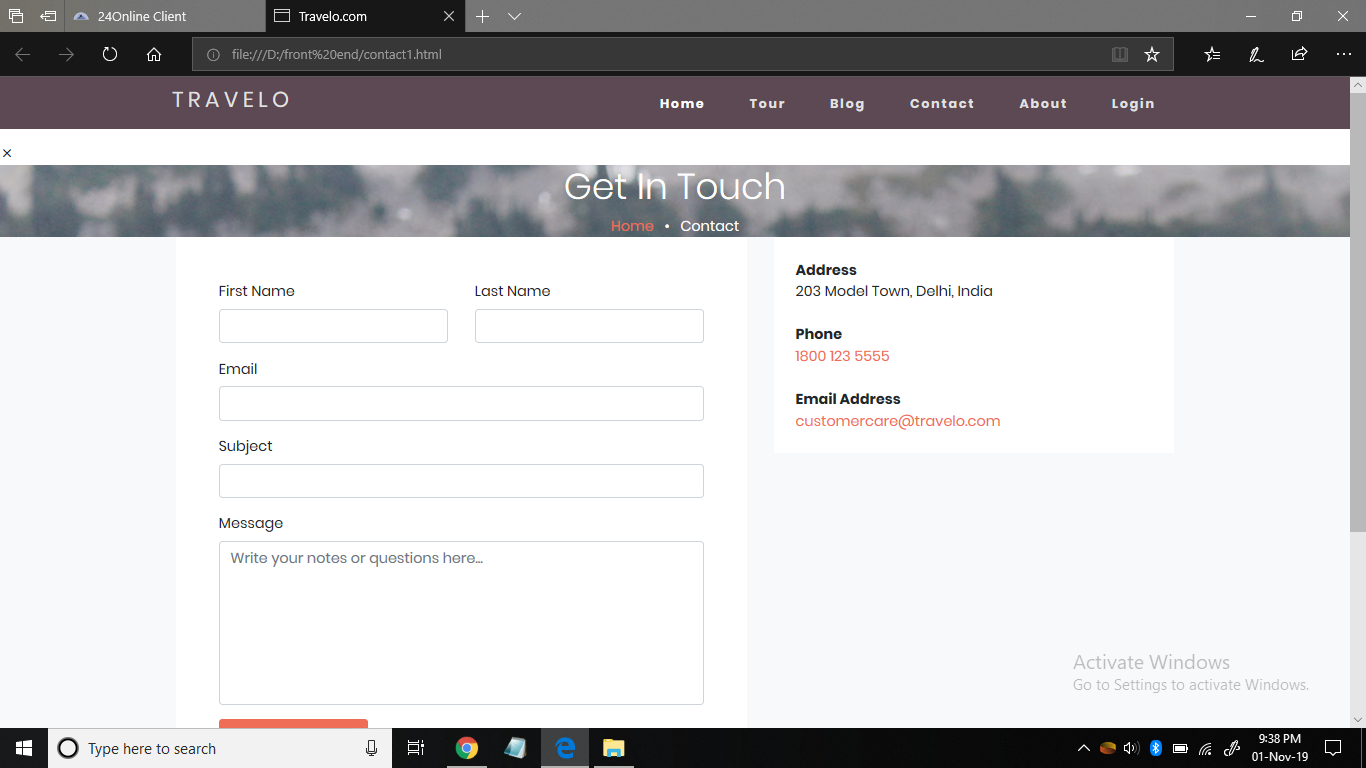 24Online Client
Travelo.com
file:///D:/front%20end/contact1.html
TRAVELO
Home
Tour
Blog
Contact
About
Login
×
Get In Touch
Home • Contact
First Name
Last Name
Email
Subject
Message
Write your notes or questions here...
Address
203 Model Town, Delhi, India
Phone
1800 123 5555
Email Address
customercare@travelo.com
Activate Windows
Go to Settings to activate Windows.
Type here to search
9:38 PM
01-Nov-19